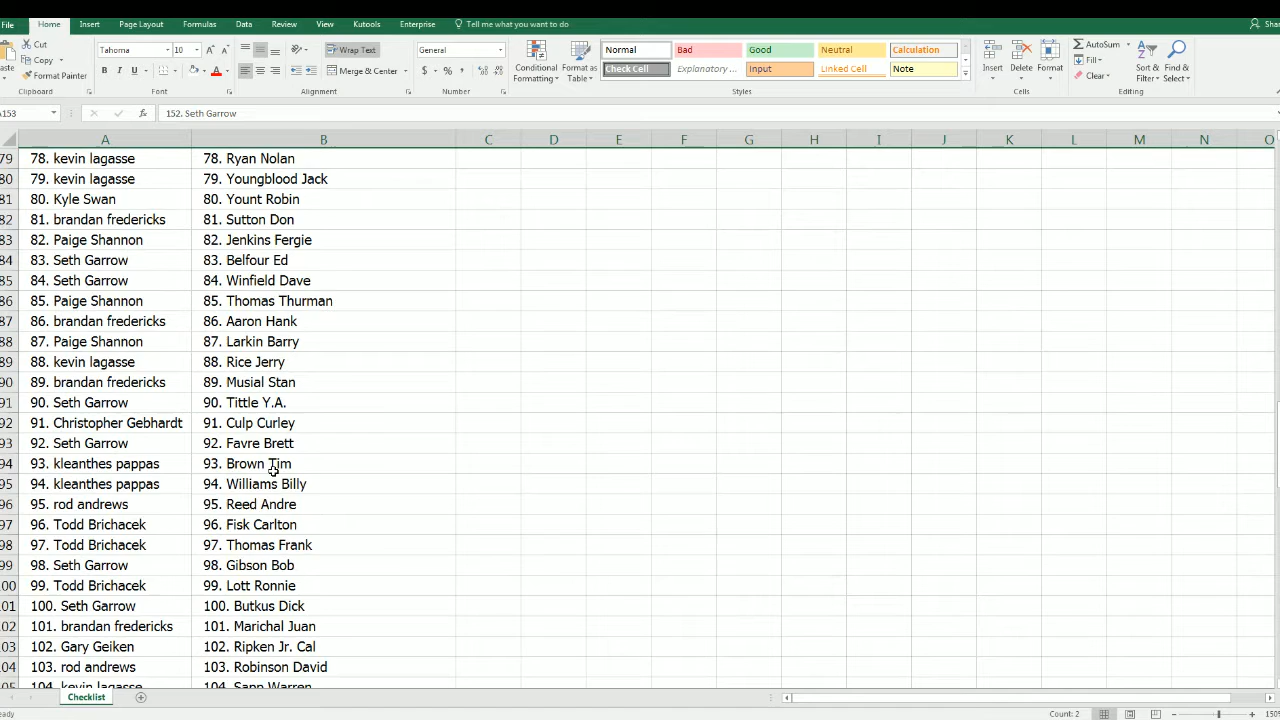 File Home Insert Page Layout Formulas Data Review View Kutools Enterprise Tell me what you want to do
Cut Tahoma 10 Wrap Text General Normal Bad Good Neutral Calculation AutoSum
Copy Conditional Format as Insert Delete Format Fill Sort & Find &
Format Painter Merge & Center Formatting Table Check Cell Explanatory ... Input Linked Cell Note Clear Filter Select
Clipboard Font Alignment Number Styles Cells Editing
A153 152. Seth Garrow
A B C D E F G H I J K L M N O
79 78. kevin lagasse 78. Ryan Nolan
80 79. kevin lagasse 79. Youngblood Jack
81 80. Kyle Swan 80. Yount Robin
82 81. brandan fredericks 81. Sutton Don
83 82. Paige Shannon 82. Jenkins Fergie
84 83. Seth Garrow 83. Belfour Ed
85 84. Seth Garrow 84. Winfield Dave
86 85. Paige Shannon 85. Thomas Thurman
87 86. brandan fredericks 86. Aaron Hank
88 87. Paige Shannon 87. Larkin Barry
89 88. kevin lagasse 88. Rice Jerry
90 89. brandan fredericks 89. Musial Stan
91 90. Seth Garrow 90. Tittle Y.A.
92 91. Christopher Gebhardt 91. Culp Curley
93 92. Seth Garrow 92. Favre Brett
94 93. kleanthes pappas 93. Brown Tim
95 94. kleanthes pappas 94. Williams Billy
96 95. rod andrews 95. Reed Andre
97 96. Todd Brichacek 96. Fisk Carlton
98 97. Todd Brichacek 97. Thomas Frank
99 98. Seth Garrow 98. Gibson Bob
100 99. Todd Brichacek 99. Lott Ronnie
101 100. Seth Garrow 100. Butkus Dick
102 101. brandan fredericks 101. Marichal Juan
103 102. Gary Geiken 102. Ripken Jr. Cal
104 103. rod andrews 103. Robinson David
105 104. kevin lagasse 104. Sapp Warren
Checklist
Count: 2